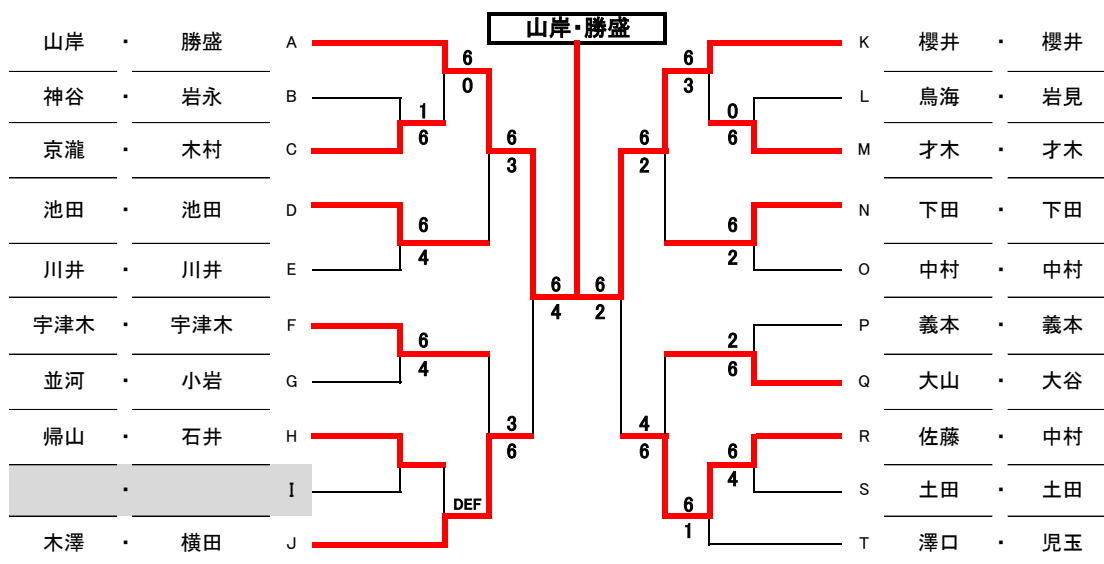 山岸・勝盛
山岸 ・ 勝盛 A
K 櫻井 ・ 櫻井
6
0
6
3
神谷 ・ 岩永 B
L 鳥海 ・ 岩見
1
6
0
6
京瀧 ・ 木村 C
M 才木 ・ 才木
6
3
6
2
池田 ・ 池田 D
N 下田 ・ 下田
6
4
6
2
川井 ・ 川井 E
O 中村 ・ 中村
6 6
4 2
宇津木 ・ 宇津木 F
P 義本 ・ 義本
6
4
2
6
並河 ・ 小岩 G
Q 大山 ・ 大谷
帰山 ・ 石井 H
R 佐藤 ・ 中村
3
6
4
6
6
4
・ I
S 土田 ・ 土田
DEF
6
1
木澤 ・ 横田 J
T 澤口 ・ 児玉